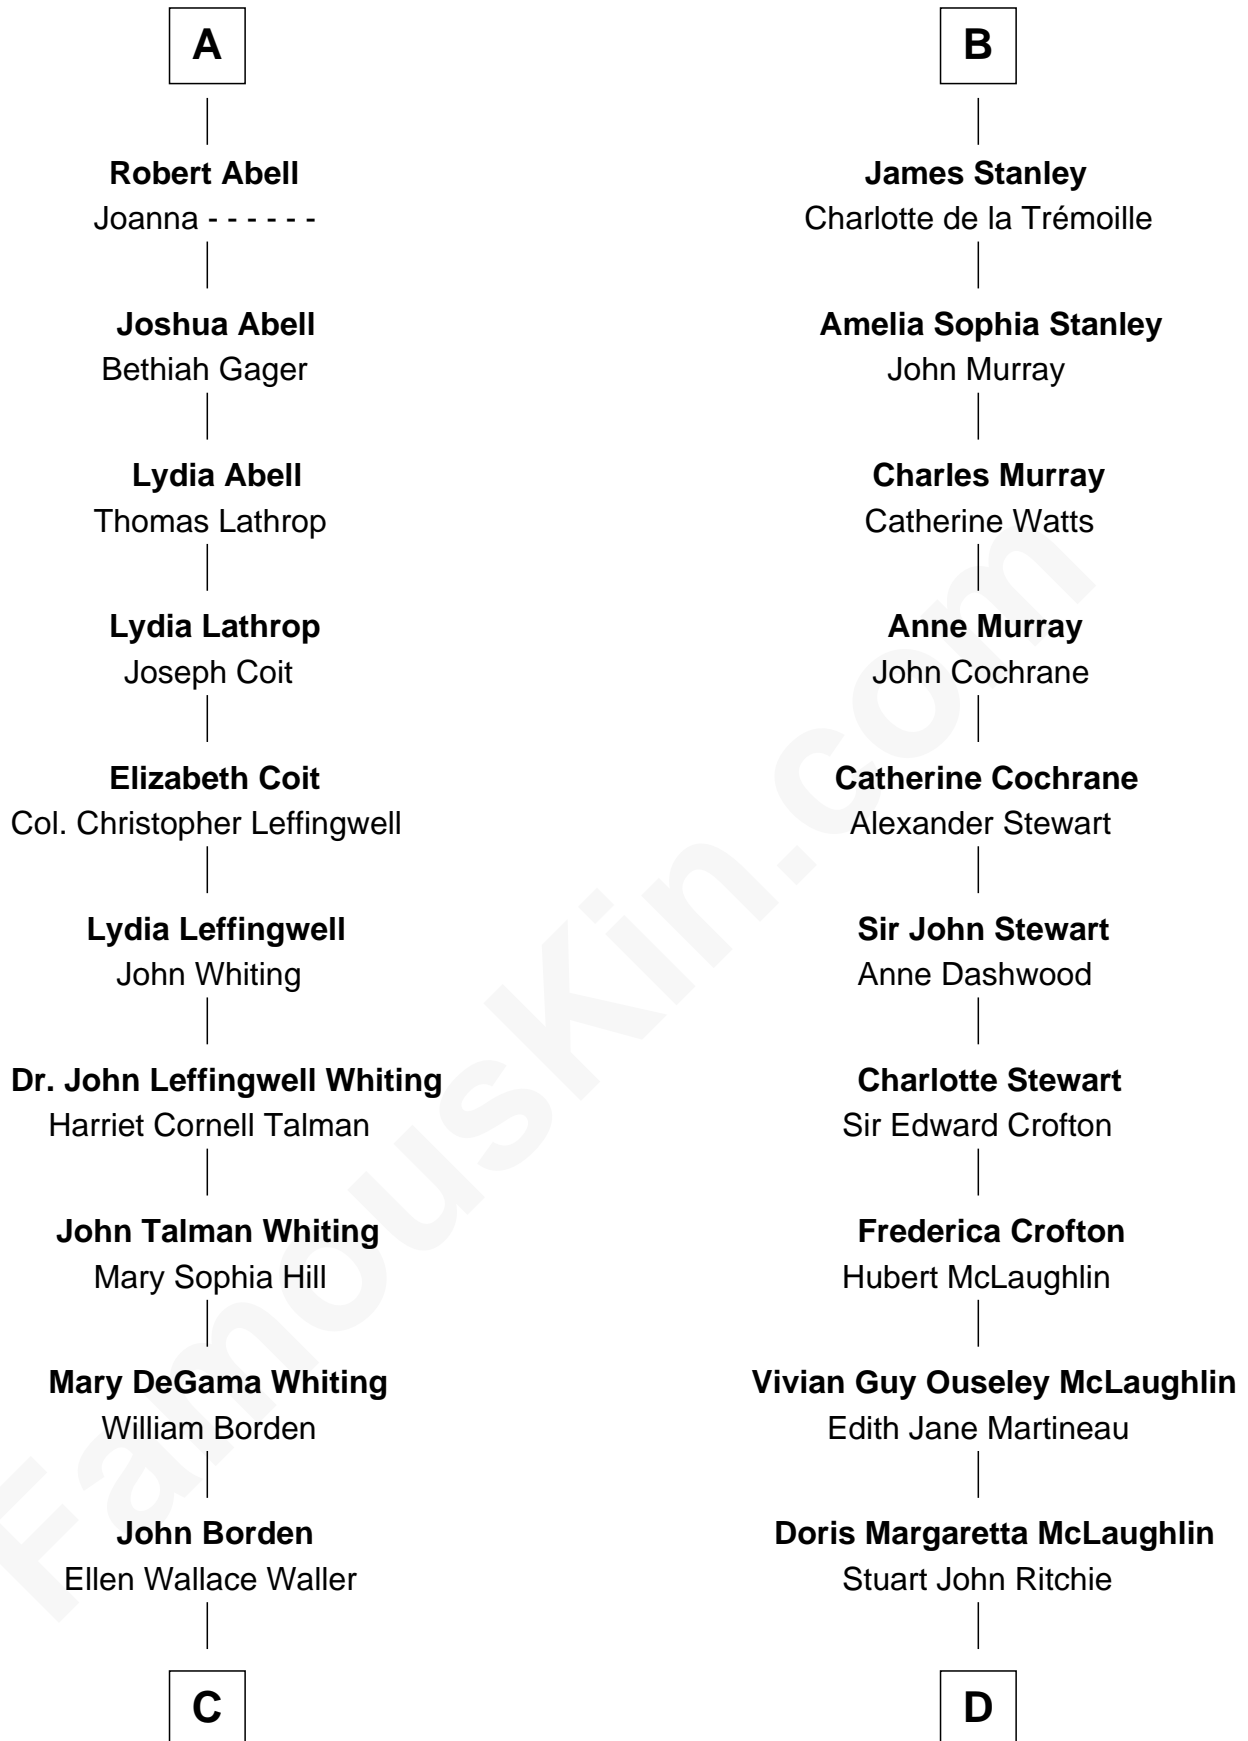 A
Robert Abell
Joanna - - - - - -
Joshua Abell
Bethiah Gager
Lydia Abell
Thomas Lathrop
Lydia Lathrop
Joseph Coit
Elizabeth Coit
Col. Christopher Leffingwell
Lydia Leffingwell
John Whiting
Dr. John Leffingwell Whiting
Harriet Cornell Talman
John Talman Whiting
Mary Sophia Hill
Mary DeGama Whiting
William Borden
John Borden
Ellen Wallace Waller
C
B
James Stanley
Charlotte de la Trémoille
Amelia Sophia Stanley
John Murray
Charles Murray
Catherine Watts
Anne Murray
John Cochrane
Catherine Cochrane
Alexander Stewart
Sir John Stewart
Anne Dashwood
Charlotte Stewart
Sir Edward Crofton
Frederica Crofton
Hubert McLaughlin
Vivian Guy Ouseley McLaughlin
Edith Jane Martineau
Doris Margaretta McLaughlin
Stuart John Ritchie
D
FamousKin.com